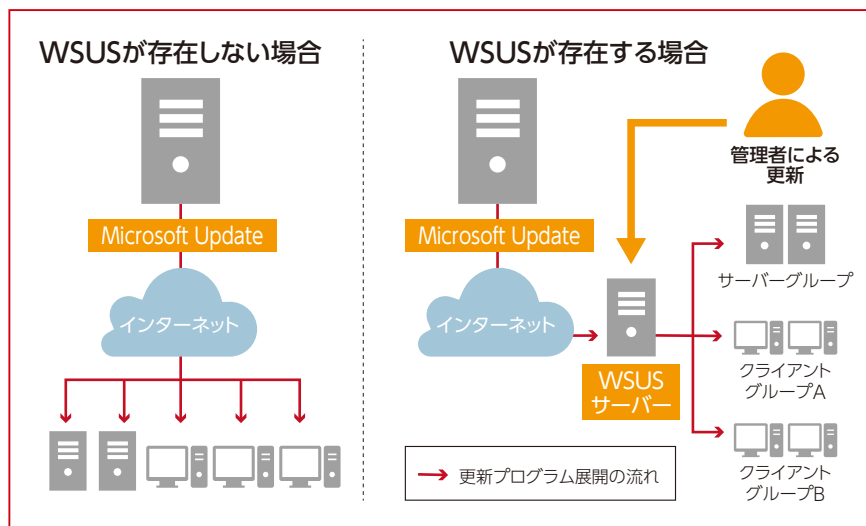 WSUSが存在しない場合
Microsoft Update
インターネット
WSUSが存在する場合
Microsoft Update
インターネット
WSUS
サーバー
管理者による
更新
サーバーグループ
クライアント
グループA
クライアント
グループB
更新プログラム展開の流れ